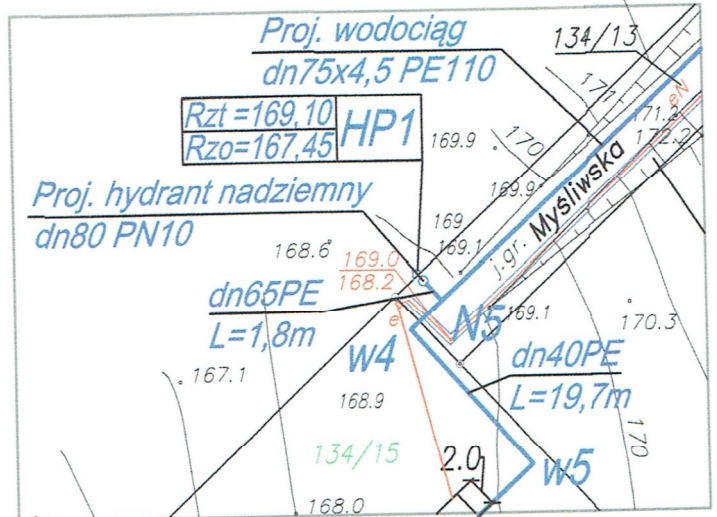 Proj. wodociąg
dn75x4,5 PE110
134/13
Rzt =169,10
Rzo=167,45
HP1
171
171.2
eN
172.2
169.9
170
169.9
Myśliwska
j.gr.
Proj. hydrant nadziemny
dn80 PN10
169
169.1
168.6
169.0
168.2
dn65PE
L=1,8m
e
N5
169.1
170.3
w4
dn40PE
L=19,7m
167.1
168.9
134/15
2.0
w5
170
168.0